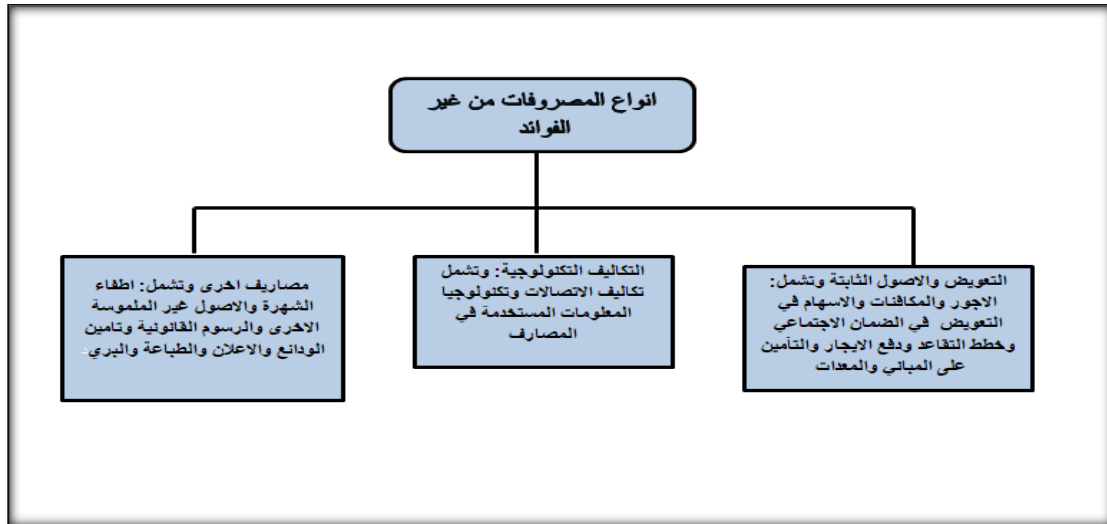 انواع المصروفات من غير
الفوائد
التعويض والاصول الثابتة وتشمل:
الاجور والمكافئات والاسهام في
التعويض في الضمان الاجتماعي
وخطط التقاعد ودفع الايجار والتأمين
على المباني والمعدات
التكاليف التكنولوجية: وتشمل
تكاليف الاتصالات وتكنولوجيا
المعلومات المستخدمة في
المصارف
مصاريف اخرى وتشمل: اطفاء
الشهرة والاصول غير الملموسة
الاخرى والرسوم القانونية وتامين
الودائع والاعلان والطباعة والبري